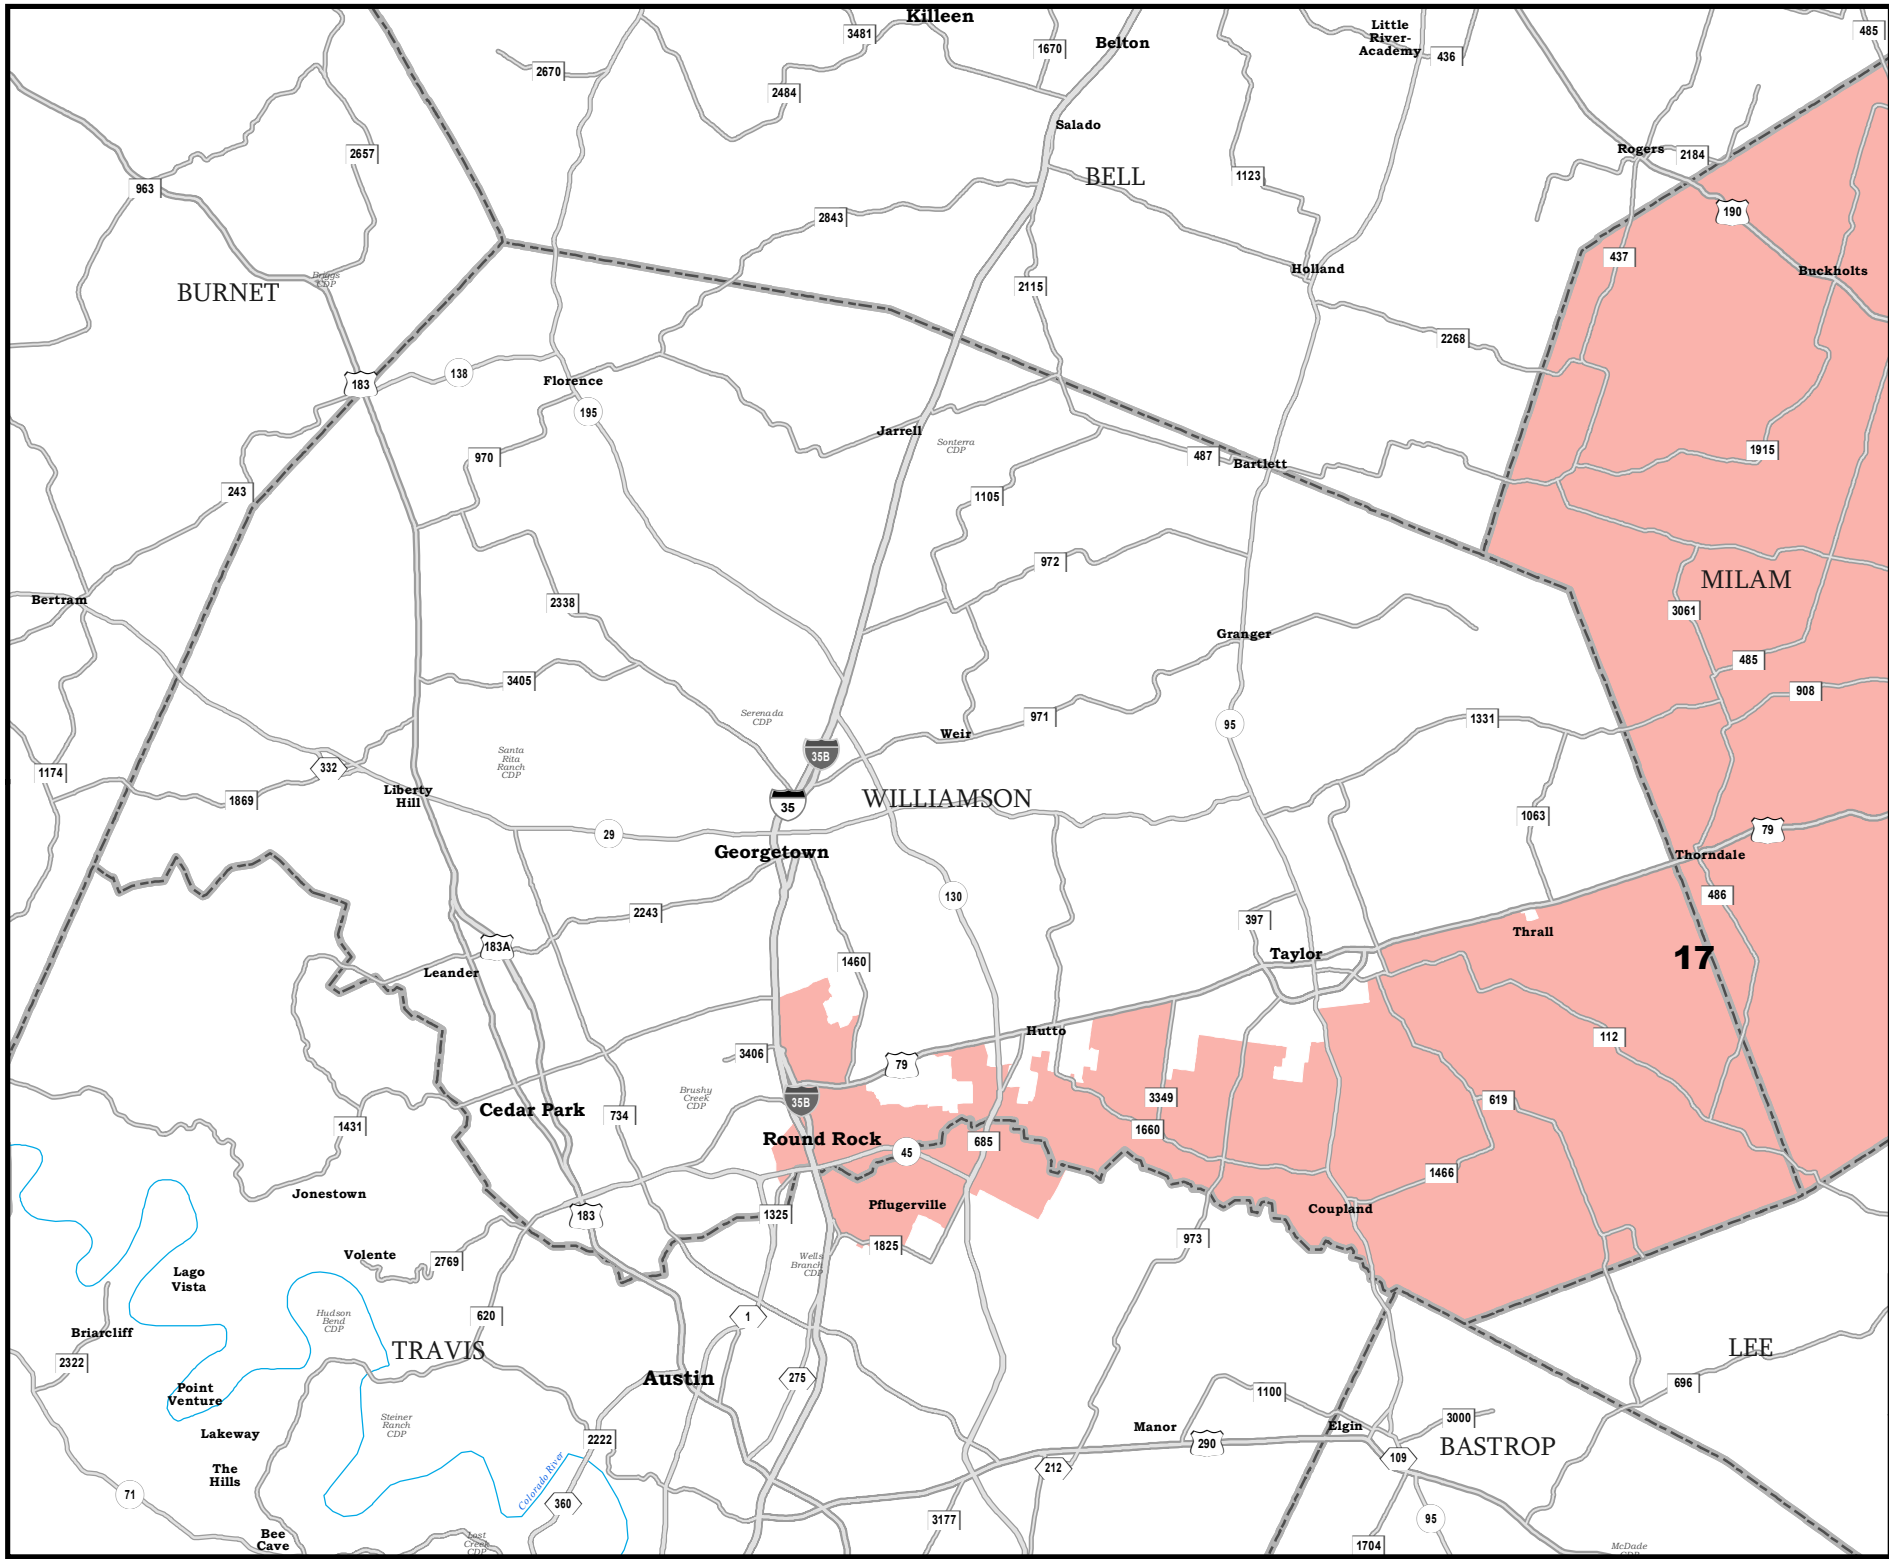 Killeen
3481
Belton
1670
Little
River-
Academy
436
485
2670
2484
Salado
2657
Rogers
2184
963
BELL
1123
190
2843
437
Buckholts
Holland
Briggs
CDP
BURNET
2115
2268
138
183
Florence
195
Jarrell
Sonterra
CDP
487
Bartlett
1915
970
243
1105
972
MILAM
Bertram
2338
3061
Granger
485
3405
908
Serenada
CDP
971
95
1331
Weir
Santa
Rita
Ranch
CDP
35B
332
1174
Liberty
Hill
1869
35
WILLIAMSON
1063
79
29
Georgetown
Thorndale
130
486
2243
397
Thrall
183A
Taylor
17
Leander
1460
Hutto
112
3406
79
Brushy
Creek
CDP
35B
3349
619
Cedar Park
734
1431
Round Rock
1660
685
45
1466
Jonestown
Pflugerville
Coupland
183
1325
973
1825
Volente
2769
Wells
Branch
CDP
Lago
Vista
Hudson
Bend
CDP
620
1
Briarcliff
TRAVIS
LEE
2322
Austin
275
696
Point
Venture
1100
Steiner
Ranch
CDP
3000
Lakeway
Manor
Elgin
2222
290
BASTROP
109
The
Hills
212
Colorado River
71
360
3177
95
Bee
Cave
Lost
Creek
CDP
1704
McDade
CDP